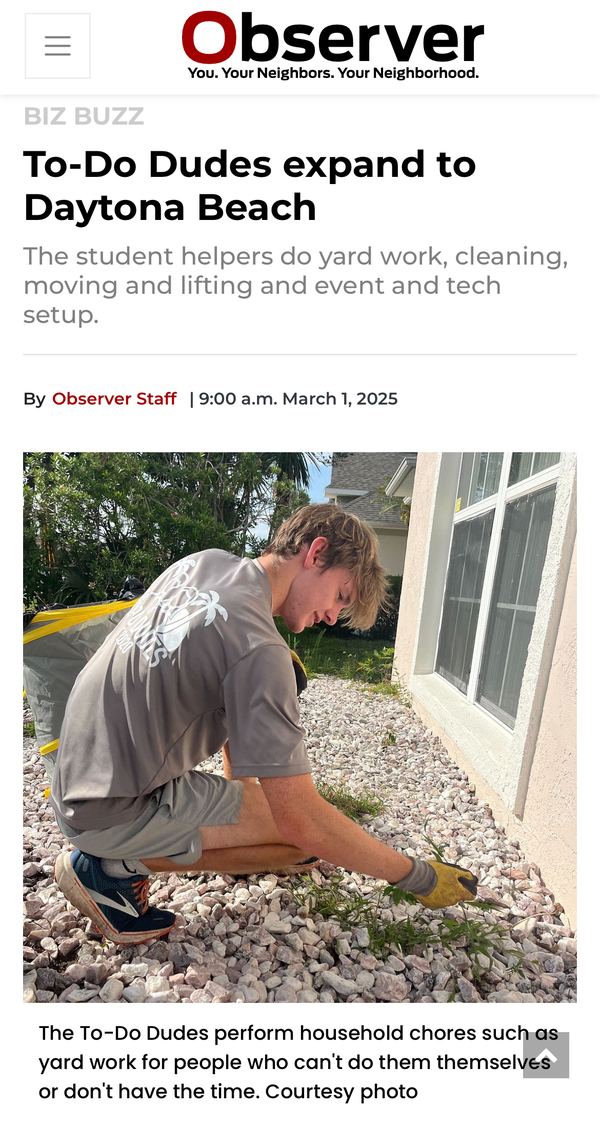 Observer
You. Your Neighbors. Your Neighborhood.
BIZ BUZZ
To-Do Dudes expand to
Daytona Beach
The student helpers do yard work, cleaning,
moving and lifting and event and tech
setup.
By Observer Staff | 9:00 a.m. March 1, 2025
The To-Do Dudes perform household chores such as
yard work for people who can't do them themselves
or don't have the time. Courtesy photo